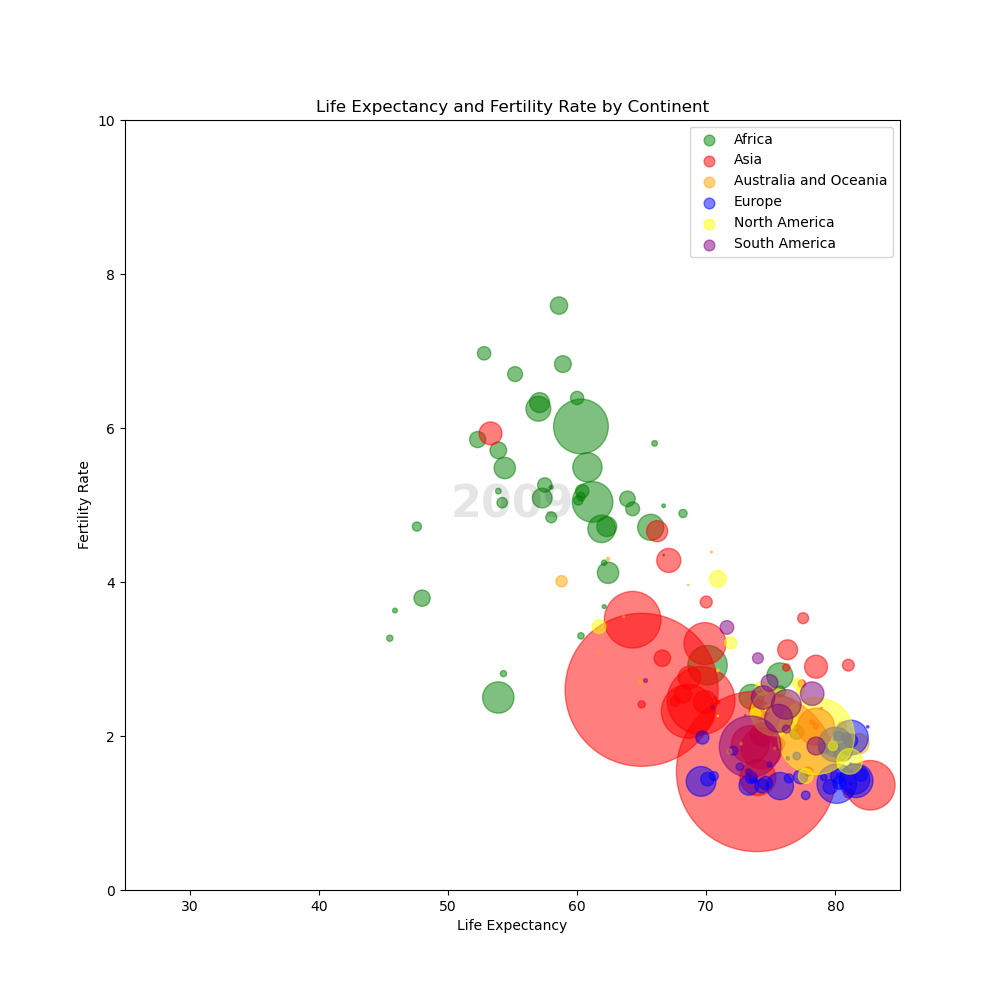 Life Expectancy and Fertility Rate by Continent
10
8
6
4
2
0
Fertility Rate
2009
Africa
Asia
Australia and Oceania
Europe
North America
South America
30 40 50 60 70 80
Life Expectancy